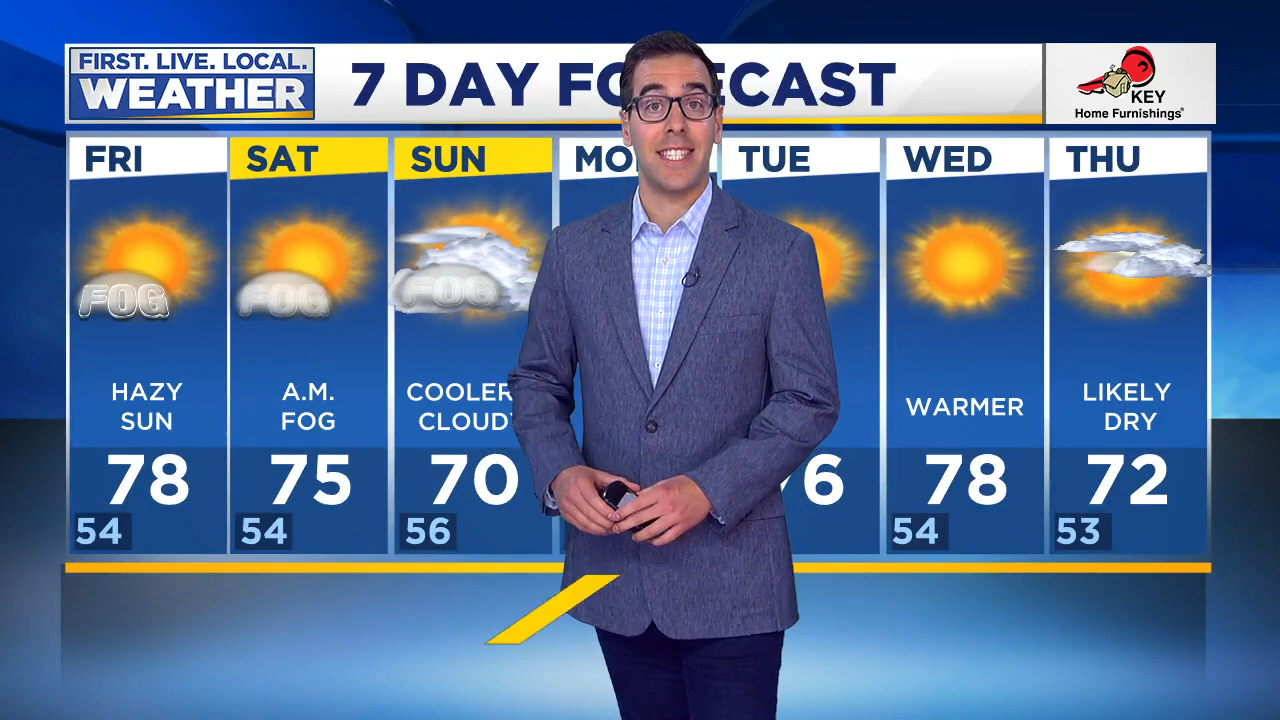 FIRST. LIVE. LOCAL.
WEATHER
7 DAY FO ECAST
KEY
Home Furnishings®
FRI
SAT
SUN
MO
TUE
WED
THU
FOG
FOG
FOG
HAZY
SUN
A.M.
FOG
COOLER
CLOUDY
WARMER
LIKELY
DRY
78
75
70
76
78
72
54
54
56
54
53